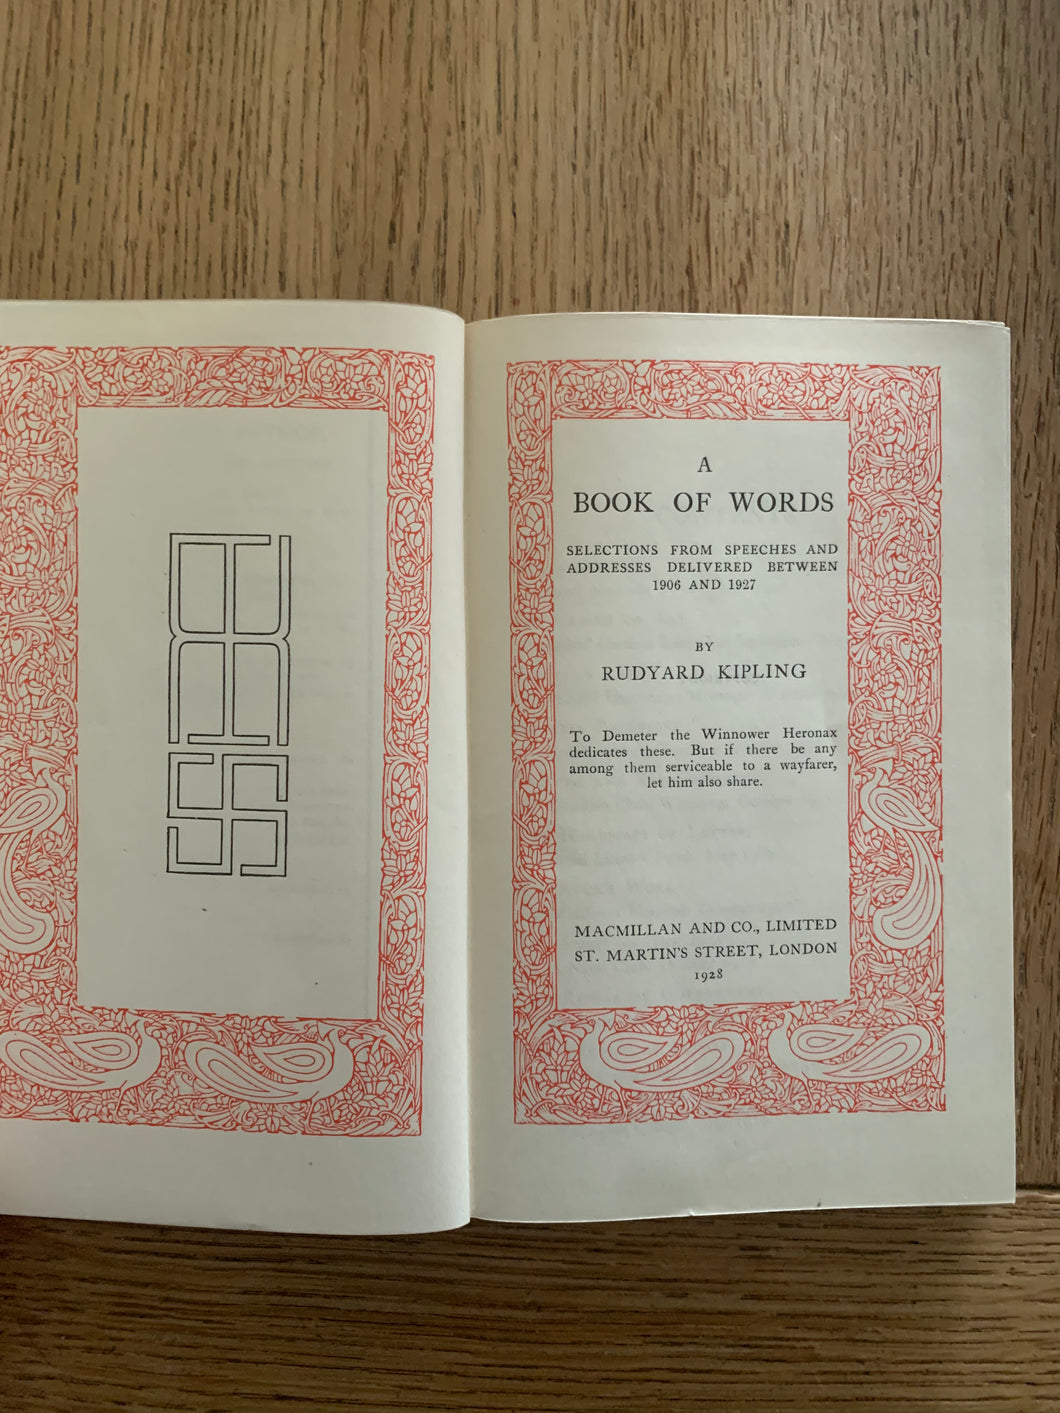 A
BOOK OF WORDS
SELECTIONS FROM SPEECHES AND
ADDRESSES DELIVERED BETWEEN
1906 AND 1927
BY
RUDYARD KIPLING
To Demeter the Winnower Heronax
dedicates these. But if there be any
among them serviceable to a wayfarer,
let him also share.
MACMILLAN AND CO., LIMITED
ST. MARTIN'S STREET, LONDON
1928